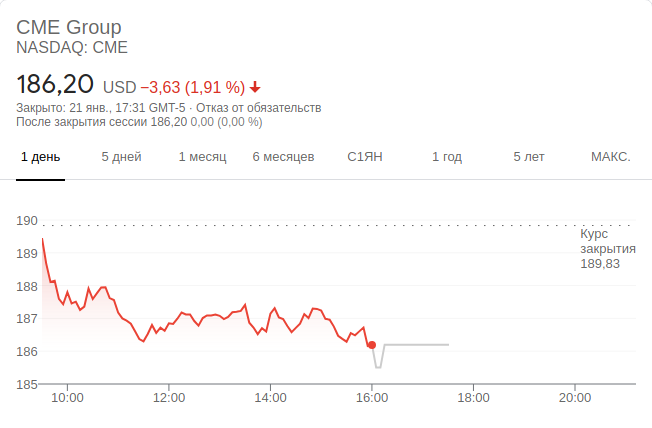 CME Group
NASDAQ: CME
186,20 USD −3,63 (1,91 %)
Закрыто: 21 янв., 17:31 GMT-5 · Отказ от обязательств
После закрытия сессии 186,20 0,00 (0,00 %)
1 день 5 дней 1 месяц 6 месяцев С1ЯН 1 год 5 лет МАКС.
190
Курс
закрытия
189,83
189
188
187
186
185
10:00 12:00 14:00 16:00 18:00 20:00